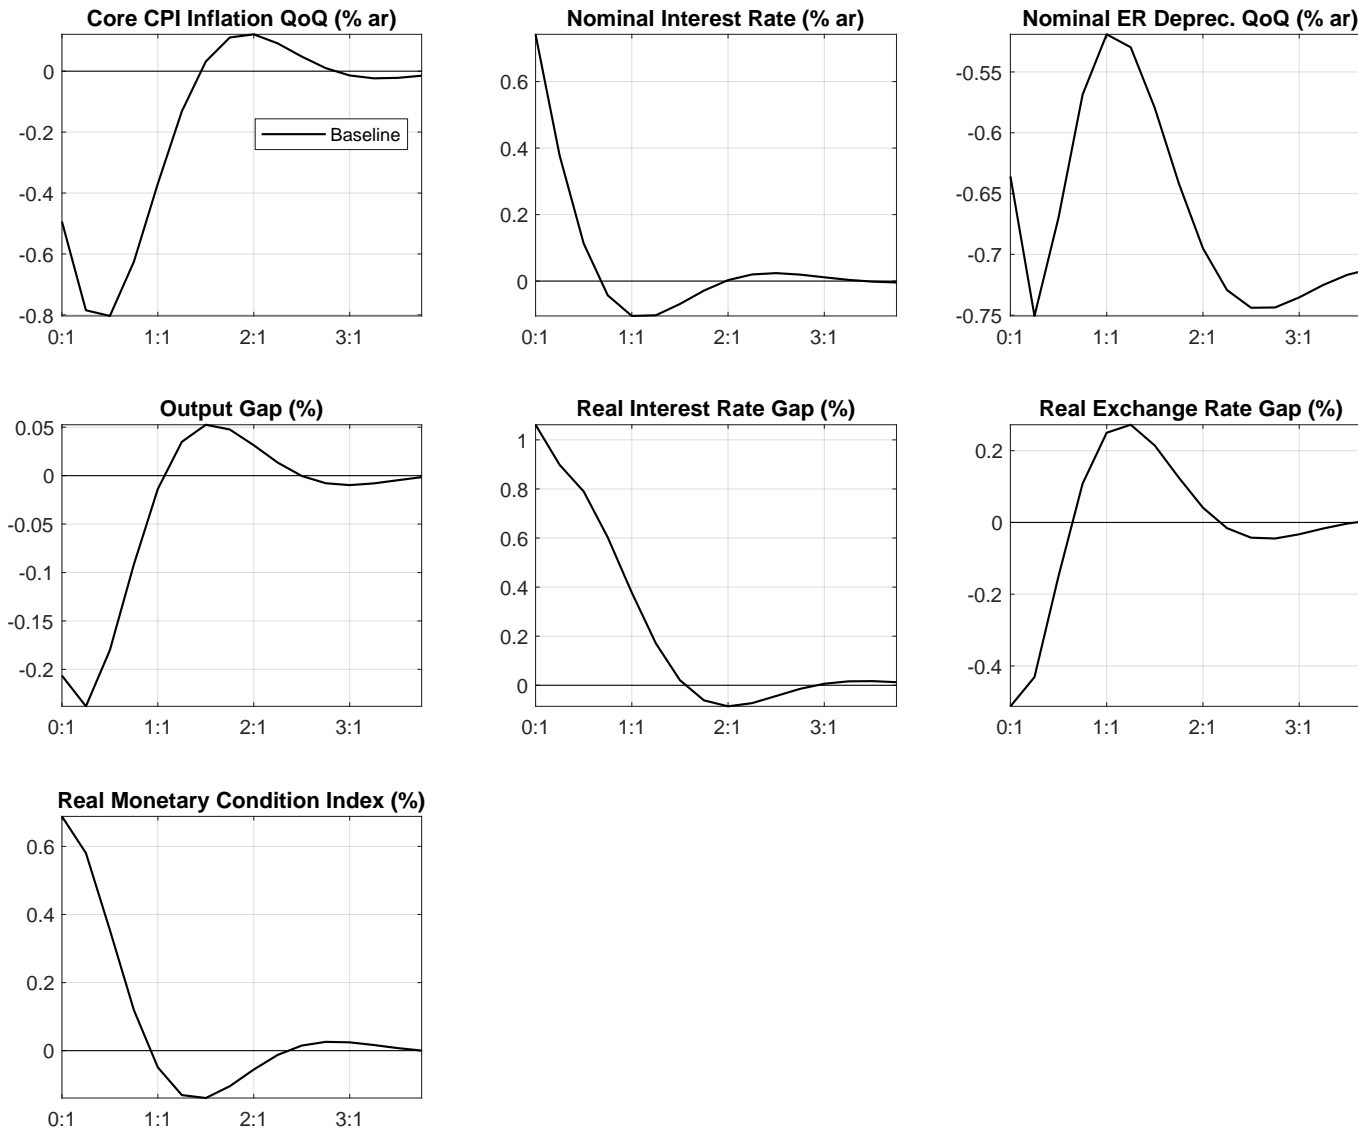 Core CPI Inflation QoQ (% ar)
0
-0.2
-0.4
-0.6
-0.8
0:1 1:1 2:1 3:1
Baseline
Nominal Interest Rate (% ar)
0.6
0.4
0.2
0
0:1 1:1 2:1 3:1
Nominal ER Deprec. QoQ (% ar)
-0.55
-0.6
-0.65
-0.7
-0.75
0:1 1:1 2:1 3:1
Output Gap (%)
0.05
0
-0.05
-0.1
-0.15
-0.2
0:1 1:1 2:1 3:1
Real Interest Rate Gap (%)
1
0.8
0.6
0.4
0.2
0
0:1 1:1 2:1 3:1
Real Exchange Rate Gap (%)
0.2
0
-0.2
-0.4
0:1 1:1 2:1 3:1
Real Monetary Condition Index (%)
0.6
0.4
0.2
0
0:1 1:1 2:1 3:1